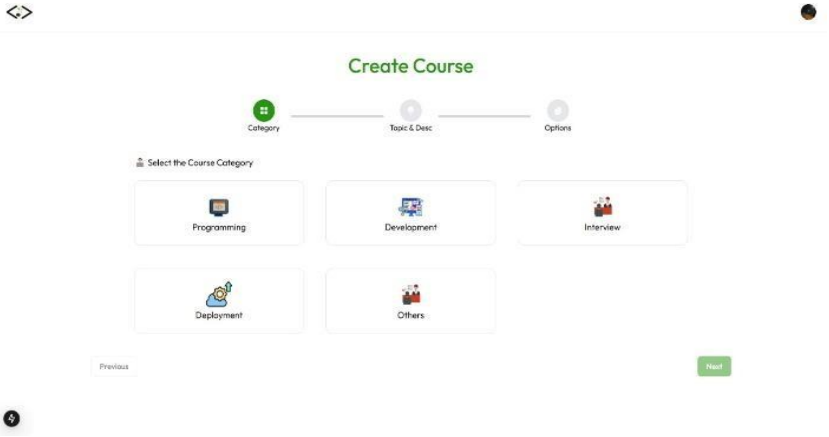 Create Course
Category
Topic & Desc
Options
Select the Course Category
Programming
Development
Interview
Deployment
Others
Previous
Next